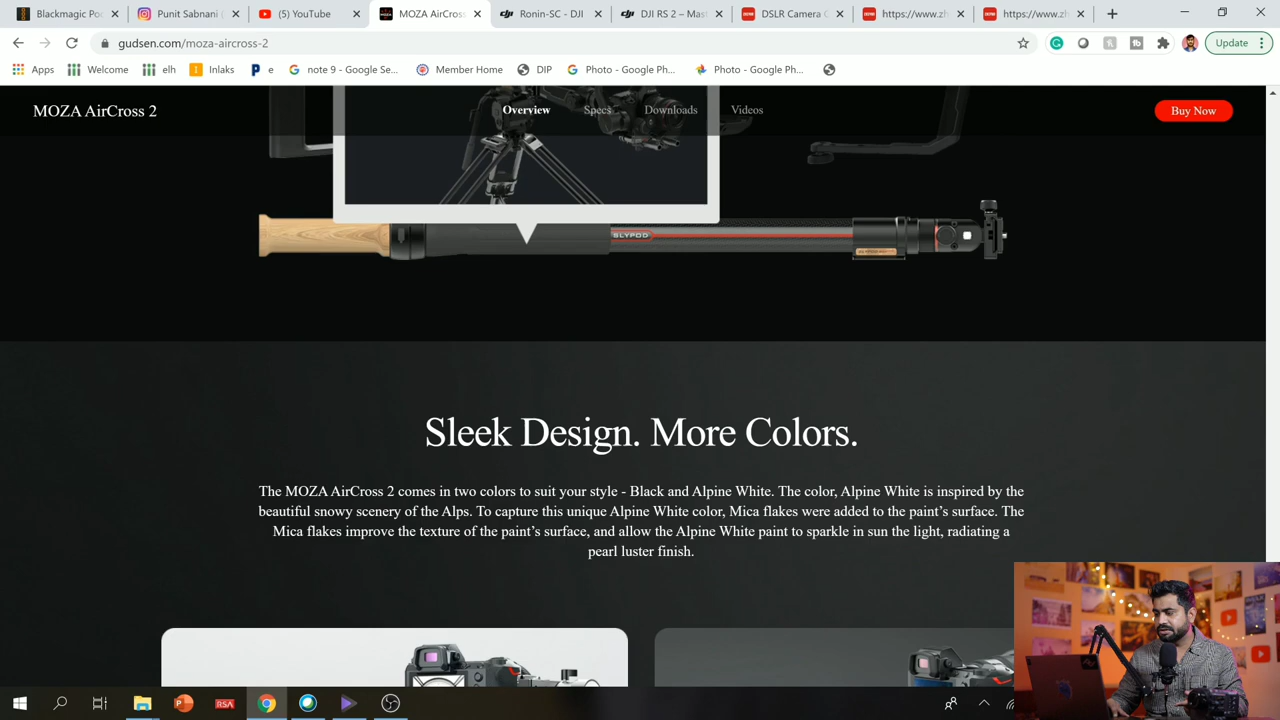 Blackmagic Poc
Punit Sabnani (
(5) YouTube
MOZA AirCross
Ronin-SC - DJI
DJI RS 2 – Mast
DSLR Camera G
https://www.zh
https://www.zh
gudsen.com/moza-aircross-2
Update
Apps
Welcome
elh
Inlaks
e
note 9 - Google Se...
Member Home
DIP
Photo - Google Ph...
Photo - Google Ph...
MOZA AirCross 2
Overview
Specs
Downloads
Videos
Buy Now
SLYPOD
Sleek Design. More Colors.
The MOZA AirCross 2 comes in two colors to suit your style - Black and Alpine White. The color, Alpine White is inspired by the
beautiful snowy scenery of the Alps. To capture this unique Alpine White color, Mica flakes were added to the paint’s surface. The
Mica flakes improve the texture of the paint’s surface, and allow the Alpine White paint to sparkle in sun the light, radiating a
pearl luster finish.
RSA